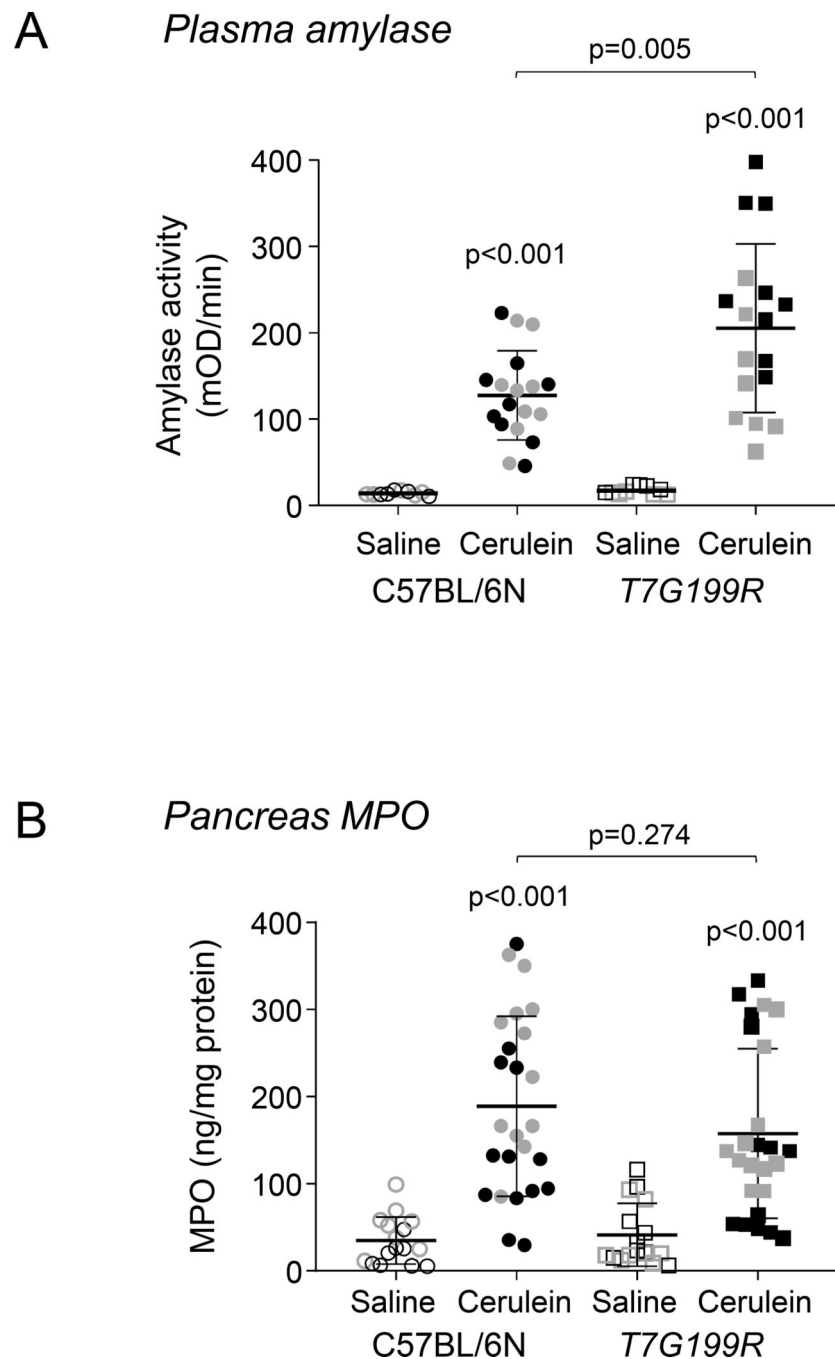 A
Plasma amylase
p=0.005
p<0.001
p<0.001
Amylase activity
(mOD/min)
400
300
200
100
0
Saline Cerulein Saline Cerulein
C57BL/6N T7G199R
B
Pancreas MPO
p=0.274
p<0.001
p<0.001
MPO (ng/mg protein)
400
300
200
100
0
Saline Cerulein Saline Cerulein
C57BL/6N T7G199R